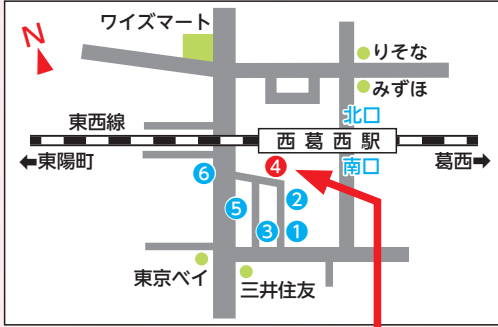 ワイズマート
N
りそな
みずほ
北口
東西線
西葛西駅
←東陽町
葛西→
南口
4
6
2
5
3
1
東京ベイ
三井住友